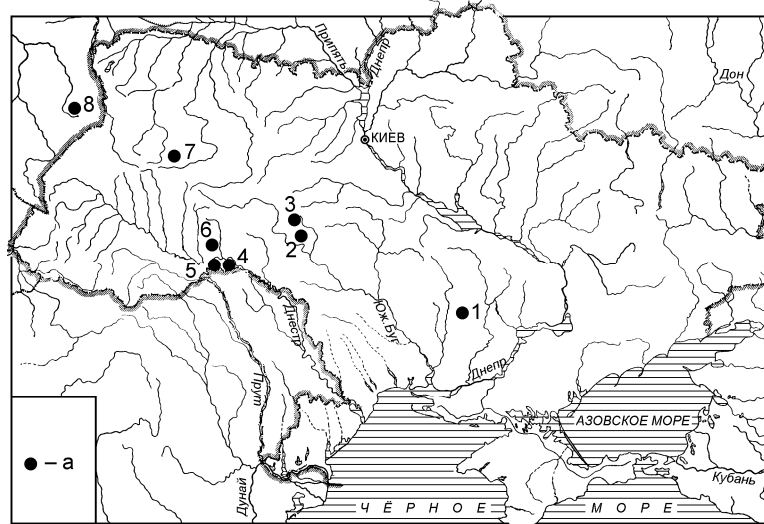 Припять
Днепр
Дон
8
КИЕВ
7
3
2
6
5
4
1
Днестр
Юж.Буг
Днепр
Прут
АЗОВСКОЕ МОРЕ
– а
Кубань
Дунай
ЧЁРНОЕ МОРЕ